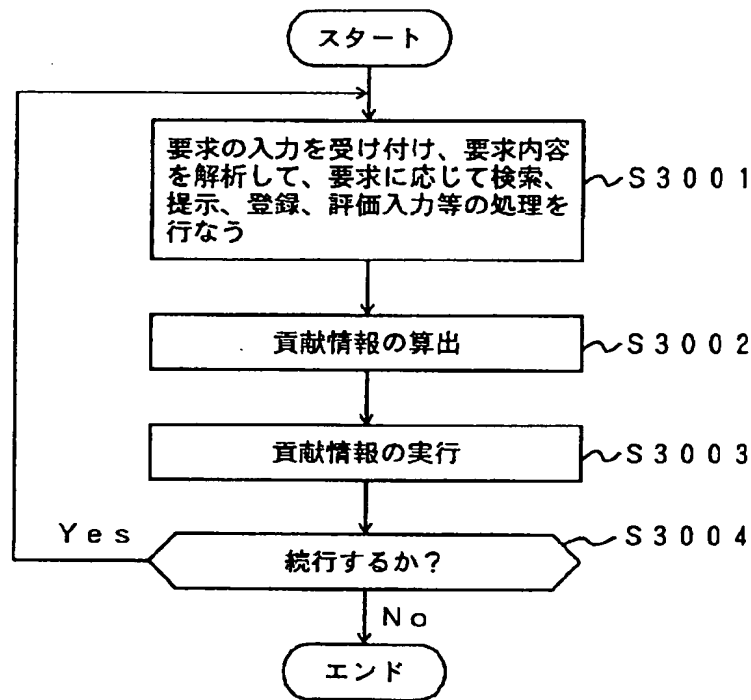 スタート
要求の入力を受け付け、要求内容
を解析して、要求に応じて検索、
提示、登録、評価入力等の処理を
行なう
S3001
貢献情報の算出
S3002
貢献情報の実行
S3003
続行するか？
S3004
Yes
No
エンド